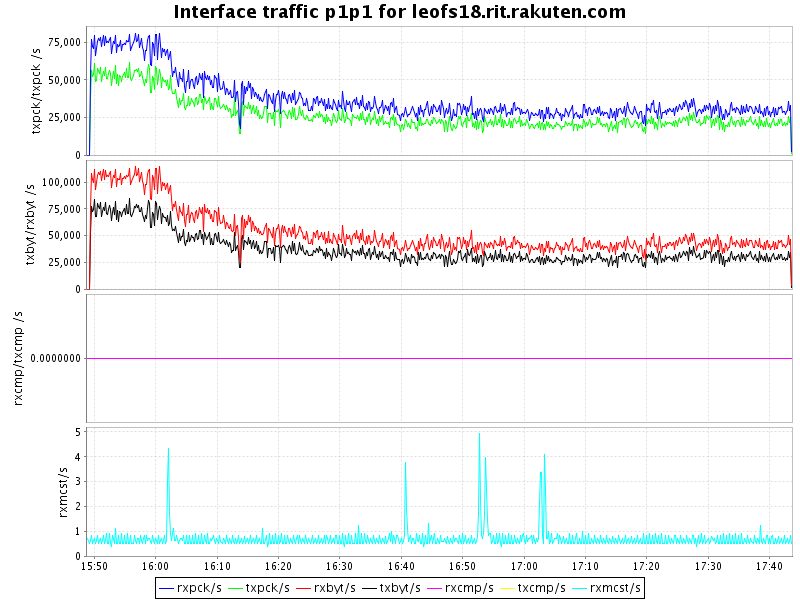 Interface traffic p1p1 for leofs18.rit.rakuten.com
txpck/txpck /s
75,000
50,000
25,000
0
txbyt/rxbyt /s
100,000
75,000
50,000
25,000
0
rxcmp/txcmp /s
0.0000000
rxmcst/s
5
4
3
2
1
0
15:50 16:00 16:10 16:20 16:30 16:40 16:50 17:00 17:10 17:20 17:30 17:40
rxpck/s txpck/s rxbyt/s txbyt/s rxcmp/s txcmp/s rxmcst/s